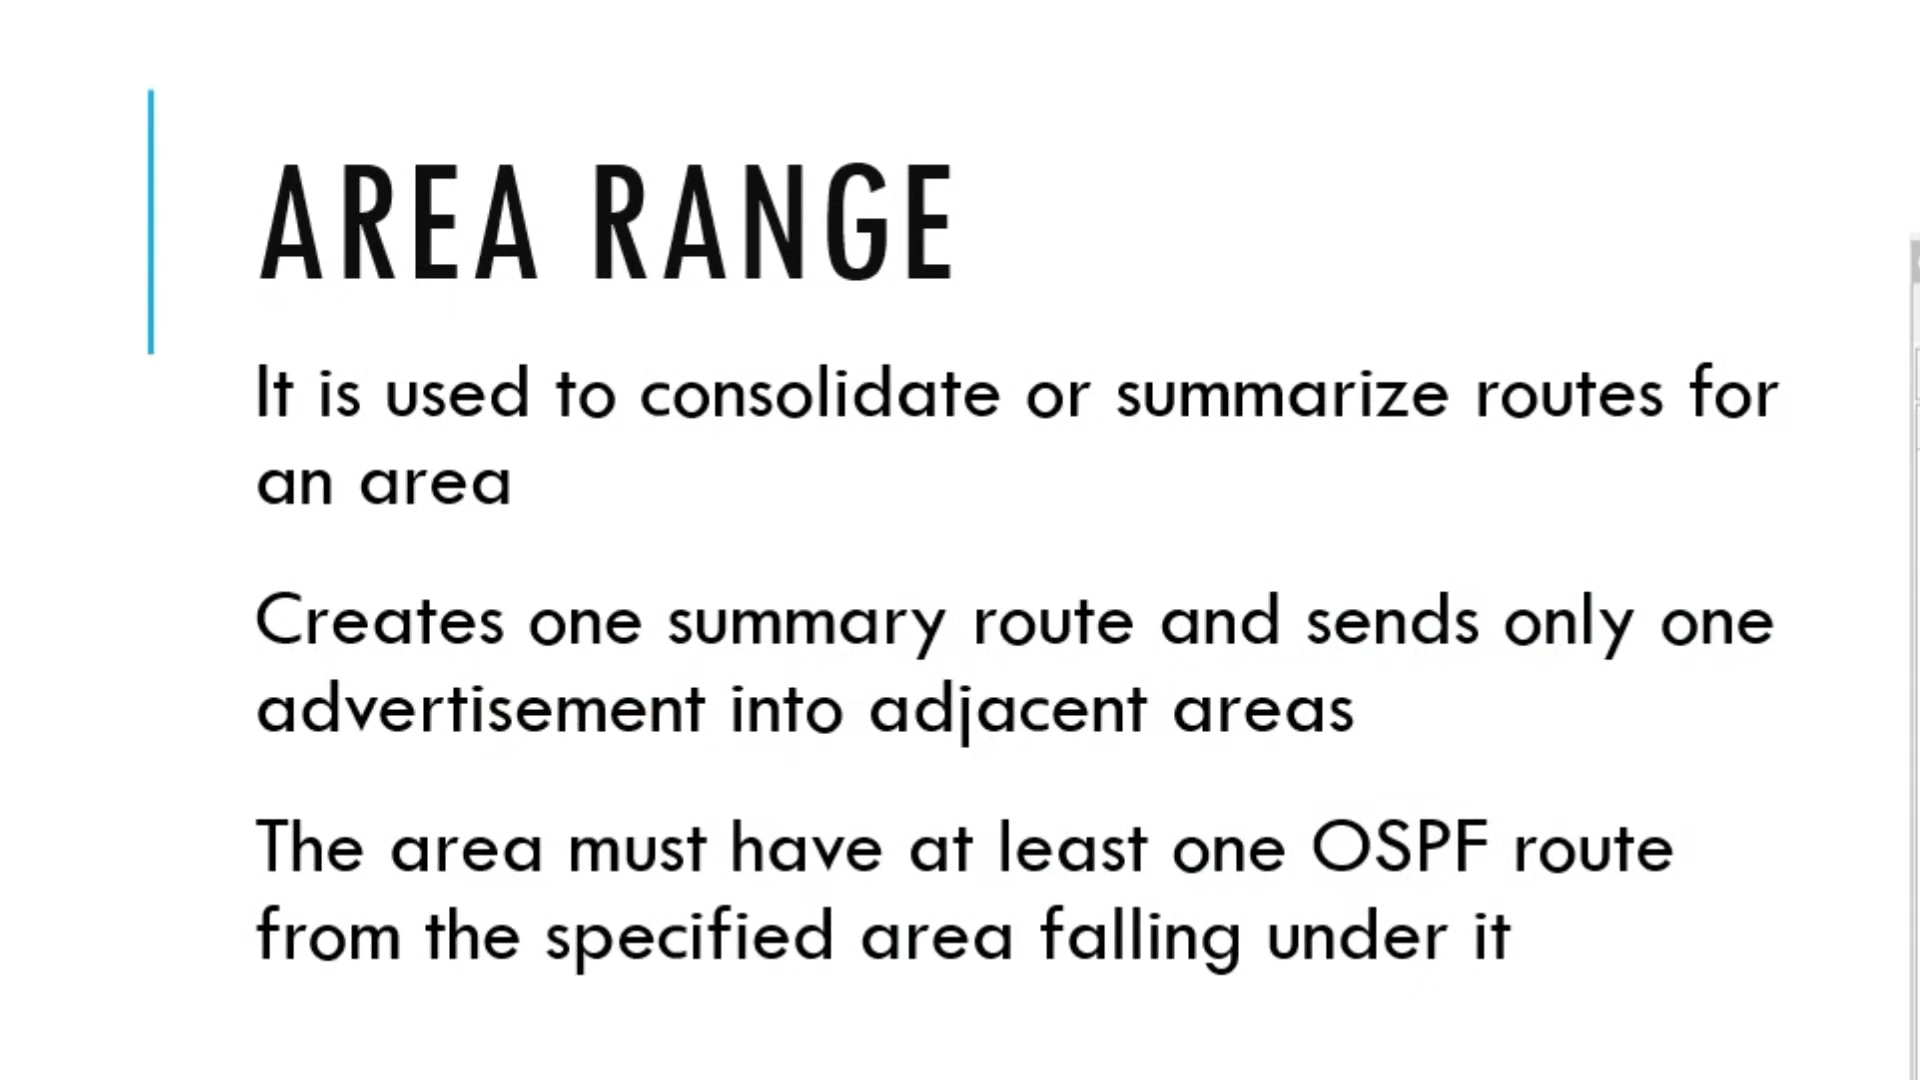 AREA RANGE
It is used to consolidate or summarize routes for
an area
Creates one summary route and sends only one
advertisement into adjacent areas
The area must have at least one OSPF route
from the specified area falling under it